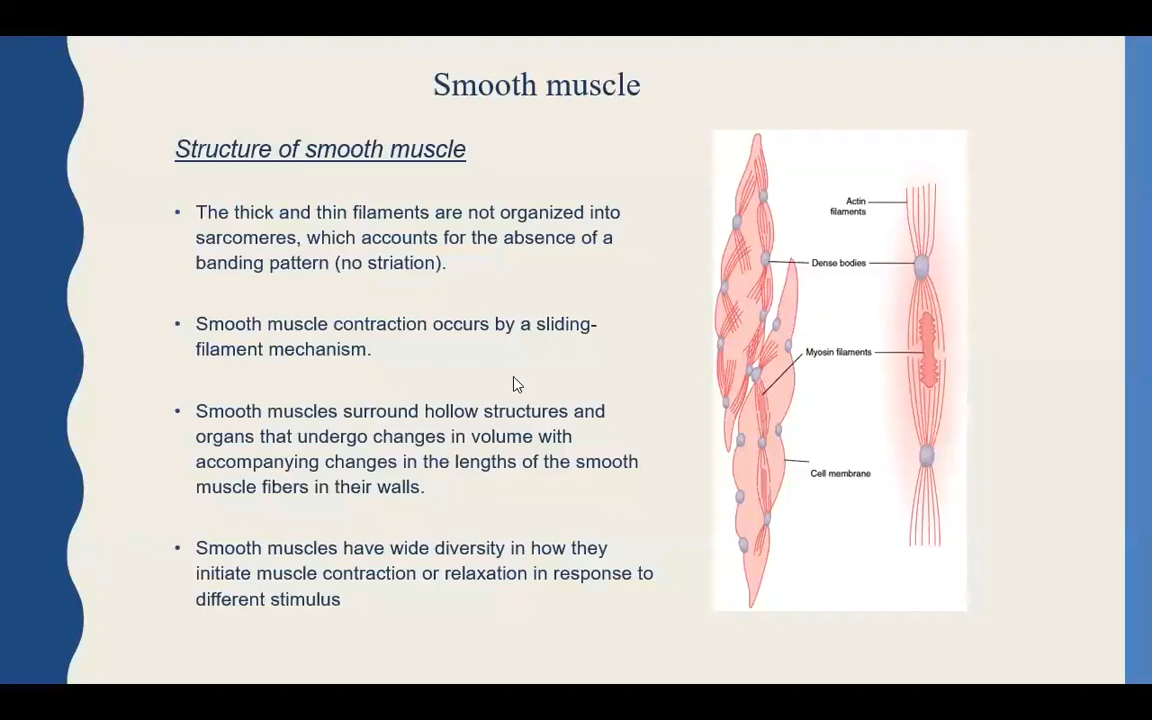 Smooth muscle
Structure of smooth muscle
• The thick and thin filaments are not organized into
sarcomeres, which accounts for the absence of a
banding pattern (no striation).
• Smooth muscle contraction occurs by a sliding-
filament mechanism.
• Smooth muscles surround hollow structures and
organs that undergo changes in volume with
accompanying changes in the lengths of the smooth
muscle fibers in their walls.
• Smooth muscles have wide diversity in how they
initiate muscle contraction or relaxation in response to
different stimulus
Actin
filaments
Dense bodies
Myosin filaments
Cell membrane